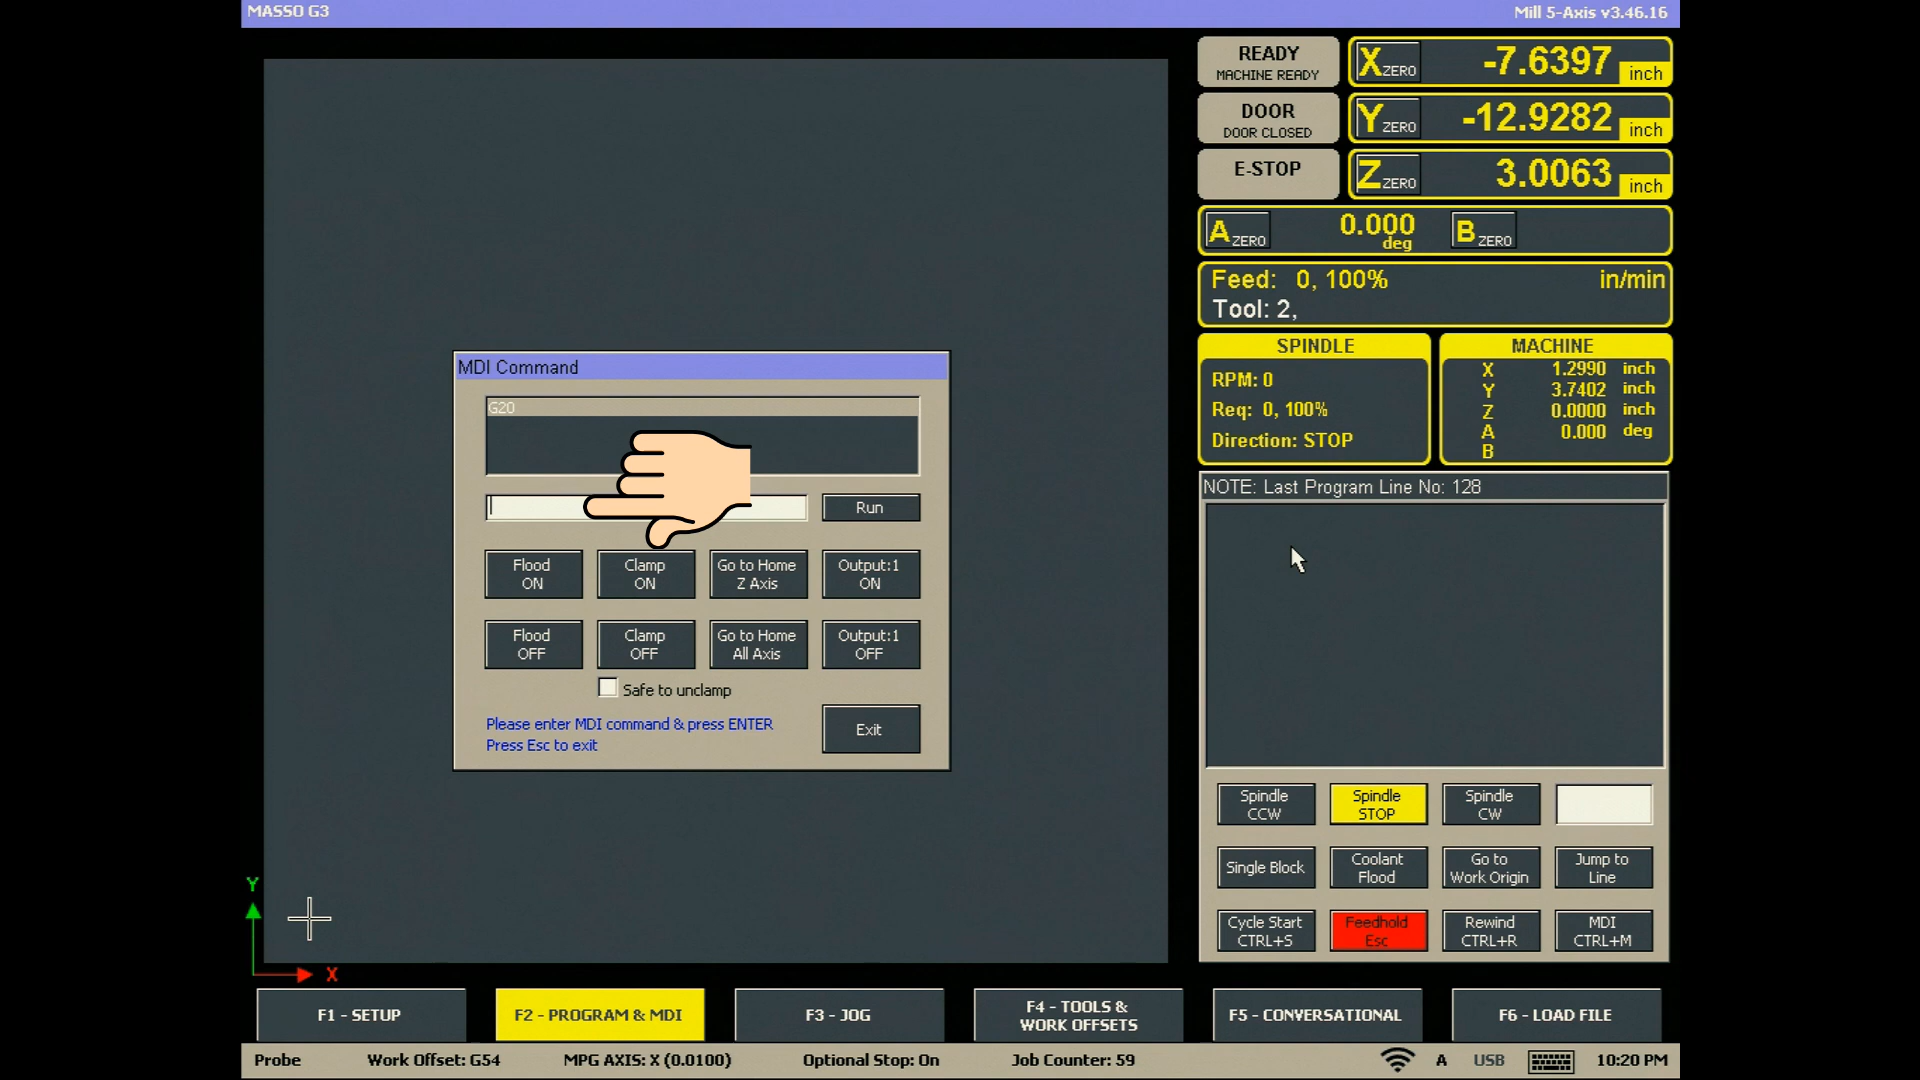 MASSO G3
Mill 5-Axis v3.46.16
READY
MACHINE READY
X ZERO -7.6397 inch
DOOR
DOOR CLOSED
Y ZERO -12.9282 inch
E-STOP
Z ZERO 3.0063 inch
A ZERO 0.000 deg B ZERO
Feed: 0, 100% in/min
Tool: 2,
SPINDLE
RPM: 0
Req: 0, 100%
Direction: STOP
MACHINE
X 1.2990 inch
Y 3.7402 inch
Z 0.0000 inch
A 0.000 deg
B
MDI Command
G20
Run
Flood
ON
Clamp
ON
Go to Home
Z Axis
Output:1
ON
Flood
OFF
Clamp
OFF
Go to Home
All Axis
Output:1
OFF
Safe to unclamp
Please enter MDI command & press ENTER
Press Esc to exit
Exit
NOTE: Last Program Line No: 128
Spindle
CCW
Spindle
STOP
Spindle
CW
Single Block
Coolant
Flood
Go to
Work Origin
Jump to
Line
Cycle Start
CTRL+S
Feedhold
Esc
Rewind
CTRL+R
MDI
CTRL+M
Y
X
F1 - SETUP
F2 - PROGRAM & MDI
F3 - JOG
F4 - TOOLS &
WORK OFFSETS
F5 - CONVERSATIONAL
F6 - LOAD FILE
Probe Work Offset: G54 MPG AXIS: X (0.0100) Optional Stop: On Job Counter: 59 A USB 10:20 PM